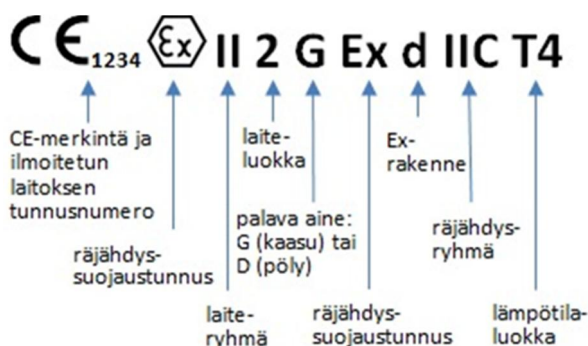 CE 1234 Ex II 2 G Ex d IIC T4
CE-merkintä ja
ilmoitetun
laitoksen
tunnusnumero
räjähdys-
suojaustunnus
laite-
ryhmä
laite-
luokka
palava aine:
G (kaasu) tai
D (pöly)
räjähdys-
suojaustunnus
Ex-
rakenne
räjähdys-
ryhmä
lämpötila-
luokka